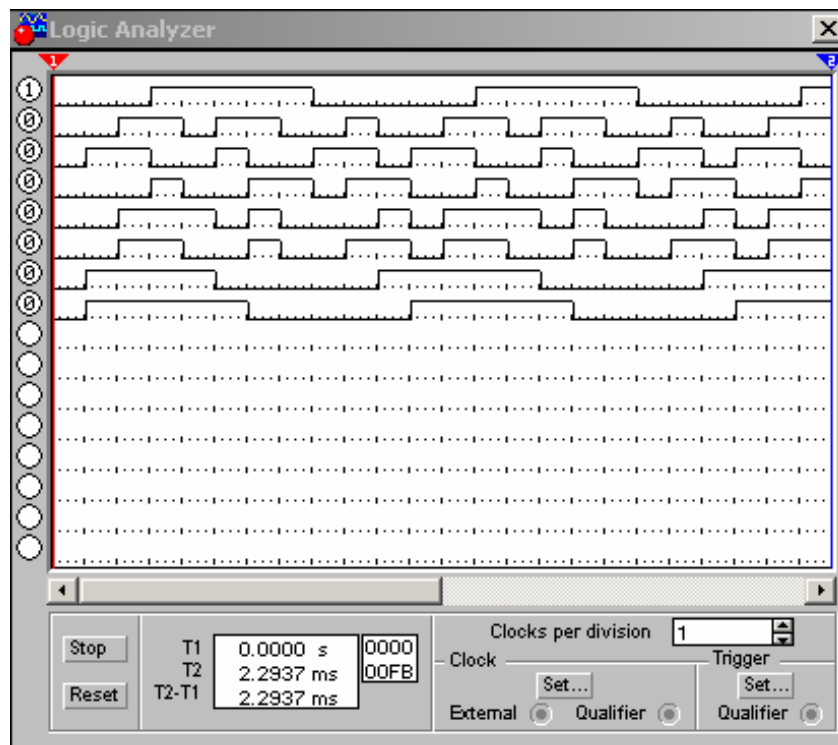 Logic Analyzer
1 2
1
0
0
0
0
0
0
0
Stop
Reset
T1 0.0000 s 0000
T2 2.2937 ms 00FB
T2-T1 2.2937 ms
Clocks per division 1
Clock
Set...
External Qualifier
Trigger
Set...
Qualifier